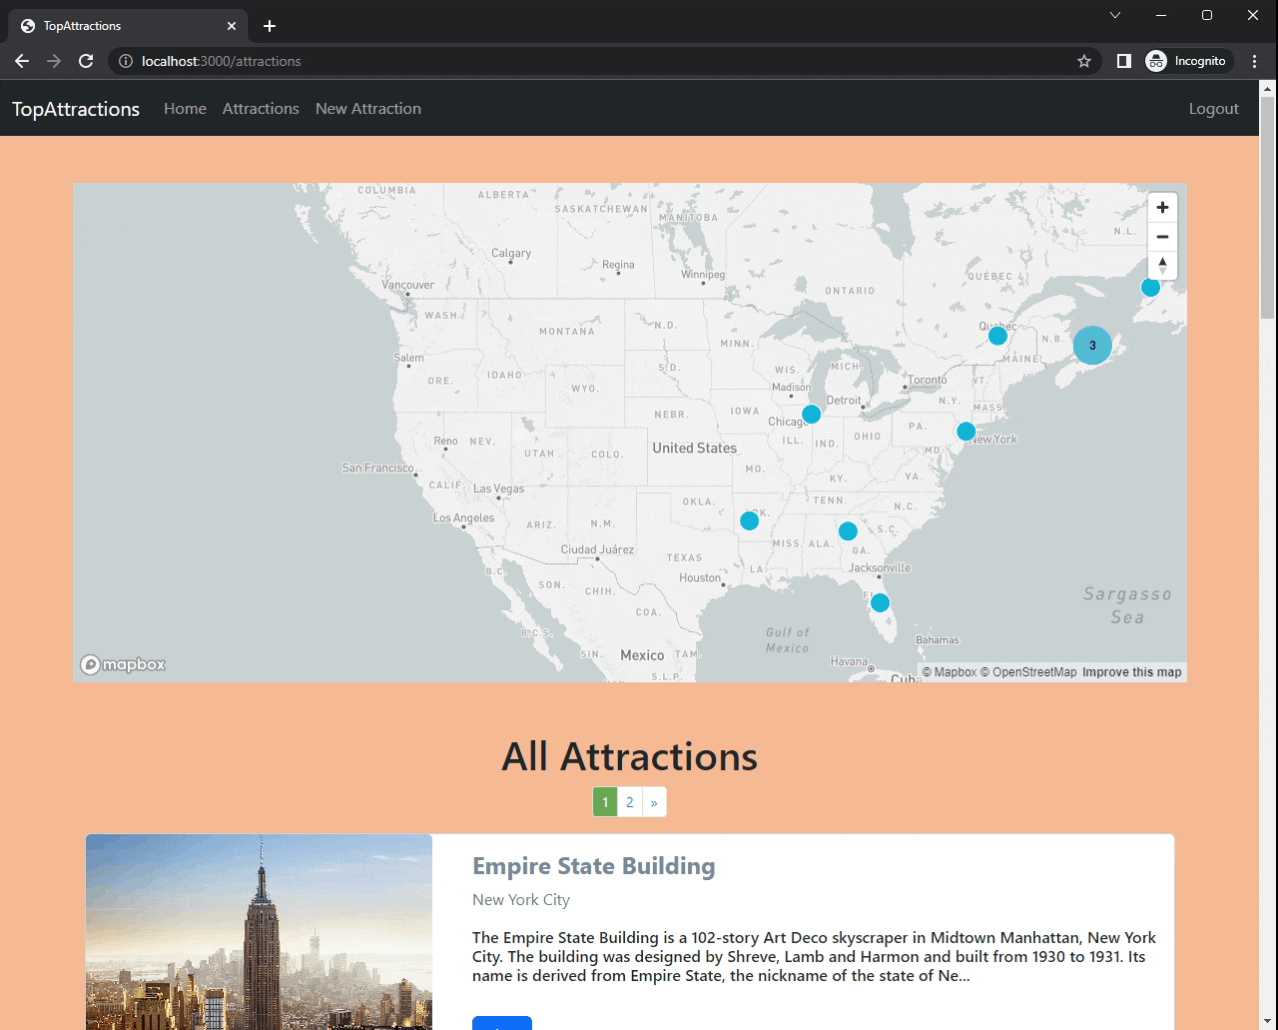 TopAttractions
localhost:3000/attractions
Incognito
TopAttractions Home Attractions New Attraction Logout
COLUMBIA
ALBERTA
SASKATCHEWAN
MANITOBA
N.L.
Calgary
Regina
Winnipeg
QUÉBEC
Vancouver
ONTARIO
WASH.
N.D.
Quebec
MONTANA
MINN.
N.B.
3
MAINE
Salem
S.D.
WIS.
MICH
ORE.
IDAHO
WYO.
Madison
Toronto
VT.
Detroit
N.Y.
MASS
NEBR.
IOWA
Chicago
PA.
Reno
NEV.
UTAH
COLO.
United States
ILL.
IND.
OHIO
New York
MD.
San Francisco
MO.
KY.
VA.
CALIF.
Las Vegas
OKLA.
TENN.
N.C.
Los Angeles
ARIZ.
N.M.
S.C.
Ciudad Juárez
TEXAS
MISS.
ALA.
GA.
B.C.
Houston
LA.
Jacksonville
SON.
CHIH.
COA.
Sargasso
Sea
B.C.S.
Gulf of
Mexico
Bahamas
SIN.
Mexico
TAM.
Havana
S.L.P.
Cuba
mapbox
© Mapbox © OpenStreetMap Improve this map
All Attractions
1 2 »
Empire State Building
New York City
The Empire State Building is a 102-story Art Deco skyscraper in Midtown Manhattan, New York
City. The building was designed by Shreve, Lamb and Harmon and built from 1930 to 1931. Its
name is derived from Empire State, the nickname of the state of Ne...